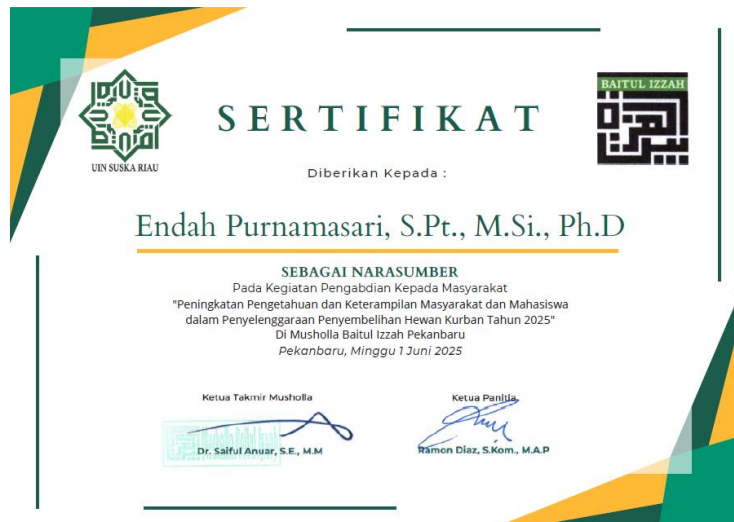 UIN SUSKA RIAU
BAITUL IZZAH
SERTIFIKAT
Diberikan Kepada :
Endah Purnamasari, S.Pt., M.Si., Ph.D
SEBAGAI NARASUMBER
Pada Kegiatan Pengabdian Kepada Masyarakat
"Peningkatan Pengetahuan dan Keterampilan Masyarakat dan Mahasiswa
dalam Penyelenggaraan Penyembelihan Hewan Kurban Tahun 2025"
Di Musholla Baitul Izzah Pekanbaru
Pekanbaru, Minggu 1 Juni 2025
Ketua Takmir Musholla
Ketua Panitia,
Dr. Saiful Anuar, S.E., M.M
Ramon Diaz, S.Kom., M.A.P